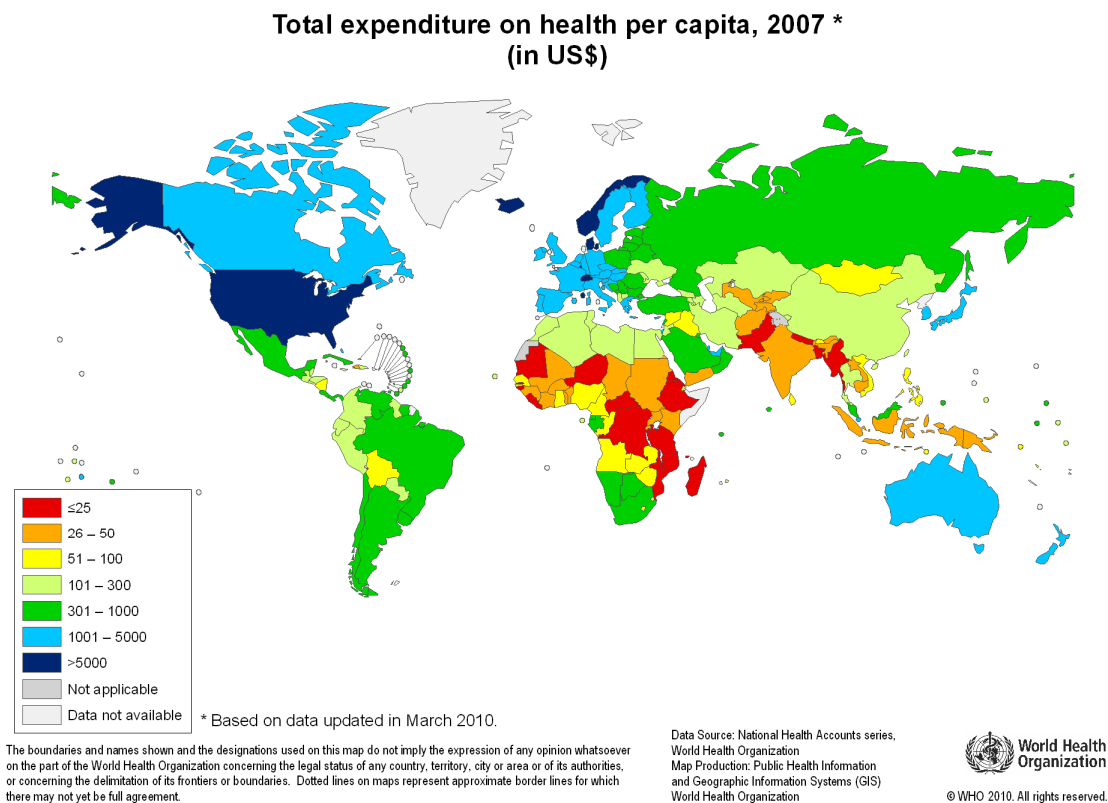 Total expenditure on health per capita, 2007 *
(in US$)
≤25
26 – 50
51 – 100
101 – 300
301 – 1000
1001 – 5000
>5000
Not applicable
Data not available
* Based on data updated in March 2010.
The boundaries and names shown and the designations used on this map do not imply the expression of any opinion whatsoever
on the part of the World Health Organization concerning the legal status of any country, territory, city or area or of its authorities,
or concerning the delimitation of its frontiers or boundaries.  Dotted lines on maps represent approximate border lines for which
there may not yet be full agreement.
Data Source: National Health Accounts series,
World Health Organization
Map Production: Public Health Information
and Geographic Information Systems (GIS)
World Health Organization
World Health
Organization
© WHO 2010. All rights reserved.